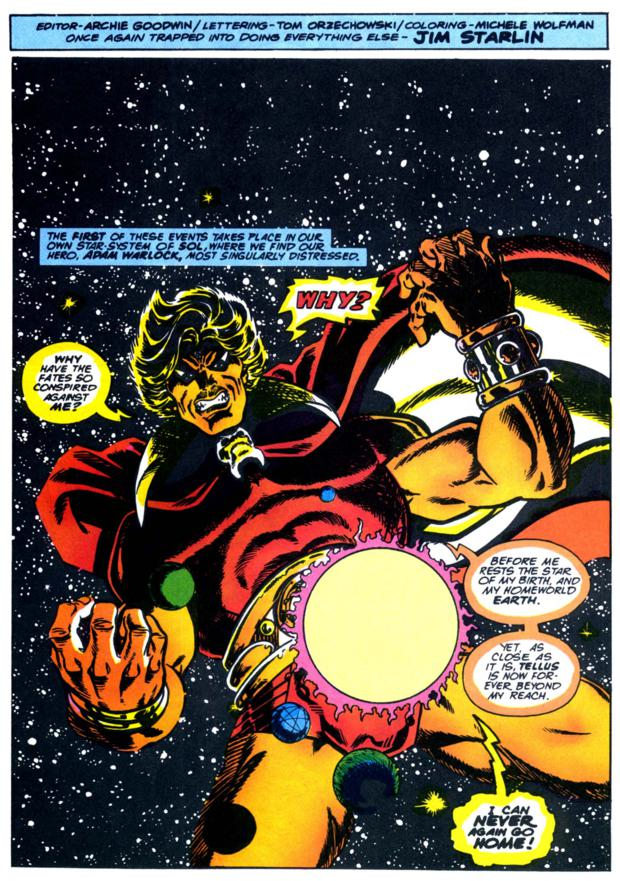 EDITOR-ARCHIE GOODWIN/LETTERING-TOM ORZECHOWSKI/COLORING-MICHELE WOLFMAN
ONCE AGAIN TRAPPED INTO DOING EVERYTHING ELSE- JIM STARLIN
THE FIRST OF THESE EVENTS TAKES PLACE IN OUR
OWN STAR-SYSTEM OF SOL, WHERE WE FIND OUR
HERO, ADAM WARLOCK, MOST SINGULARLY DISTRESSED.
WHY?
WHY
HAVE THE
FATES SO
CONSPIRED
AGAINST
ME?
BEFORE ME
RESTS THE STAR
OF MY BIRTH, AND
MY HOMEWORLD
EARTH.
YET, AS
CLOSE AS
IT IS, TELLUS
IS NOW FOR-
EVER BEYOND
MY REACH.
I CAN
NEVER
AGAIN GO
HOME!